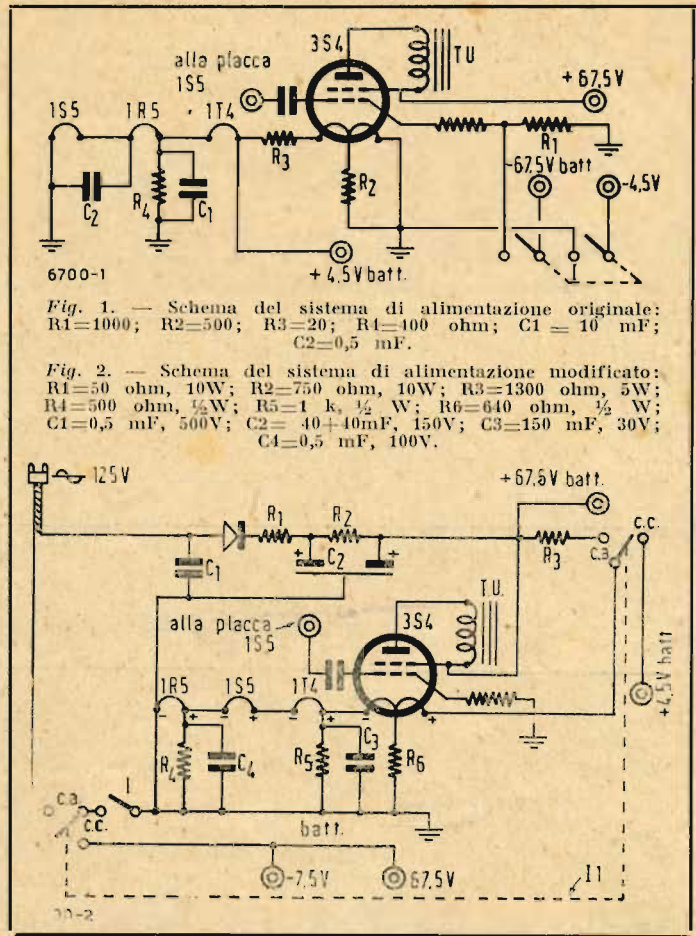 3S4
TU
alla placca
1S5
+67,5V
1S5
1R5
1T4
R3
R1
-67,5V
batt
-4,5V
C2
R4
C1
R2
I
+4,5V batt.
6700-1
Fig. 1. — Schema del sistema di alimentazione originale:
R1=1000; R2=500; R3=20; R4=400 ohm; C1 = 10 mF;
C2=0,5 mF.
Fig. 2. — Schema del sistema di alimentazione modificato:
R1=50 ohm, 10W; R2=750 ohm, 10W; R3=1300 ohm, 5W;
R4=500 ohm, ½W; R5=1 k, ½ W; R6=640 ohm, ½ W;
C1=0,5 mF, 500V; C2= 40+40mF, 150V; C3=150 mF, 30V;
C4=0,5 mF, 100V.
125V
+67,5V batt.
R1
R2
C.C.
C1
+
C2
+
R3
c.a
T.U.
alla placca
1S5
3S4
+4,5V batt
1R5
1S5
1T4
- + - + - + - +
R4
C4
R5
C3
R6
c.a
I
C.C.
batt.
-7,5V
67,5V
I1
00-2